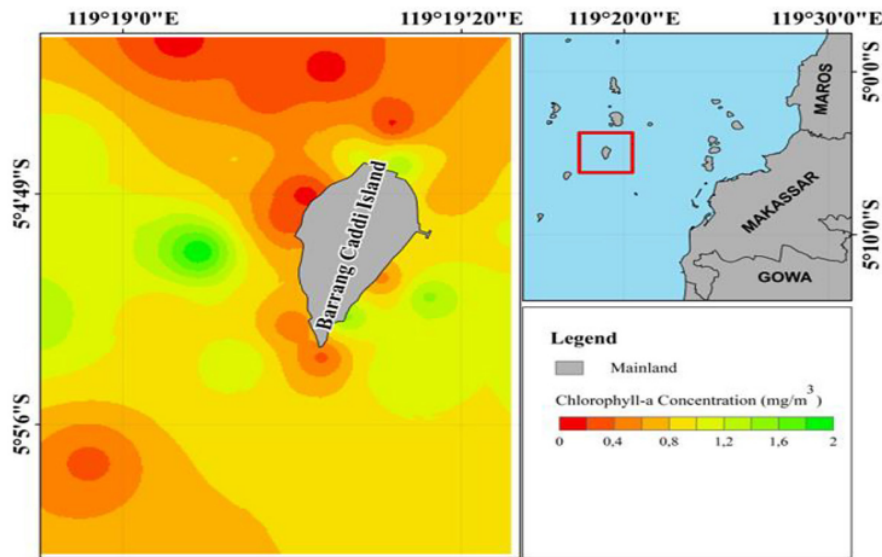 119°19'0"E
119°19'20"E
119°20'0"E
119°30'0"E
5°4'49"S
5°5'6"S
Barrang Caddi Island
5°0'0"S
5°10'0"S
MAROS
MAKASSAR
GOWA
Legend
Mainland
Chlorophyll-a Concentration (mg/m³)
0 0,4 0,8 1,2 1,6 2